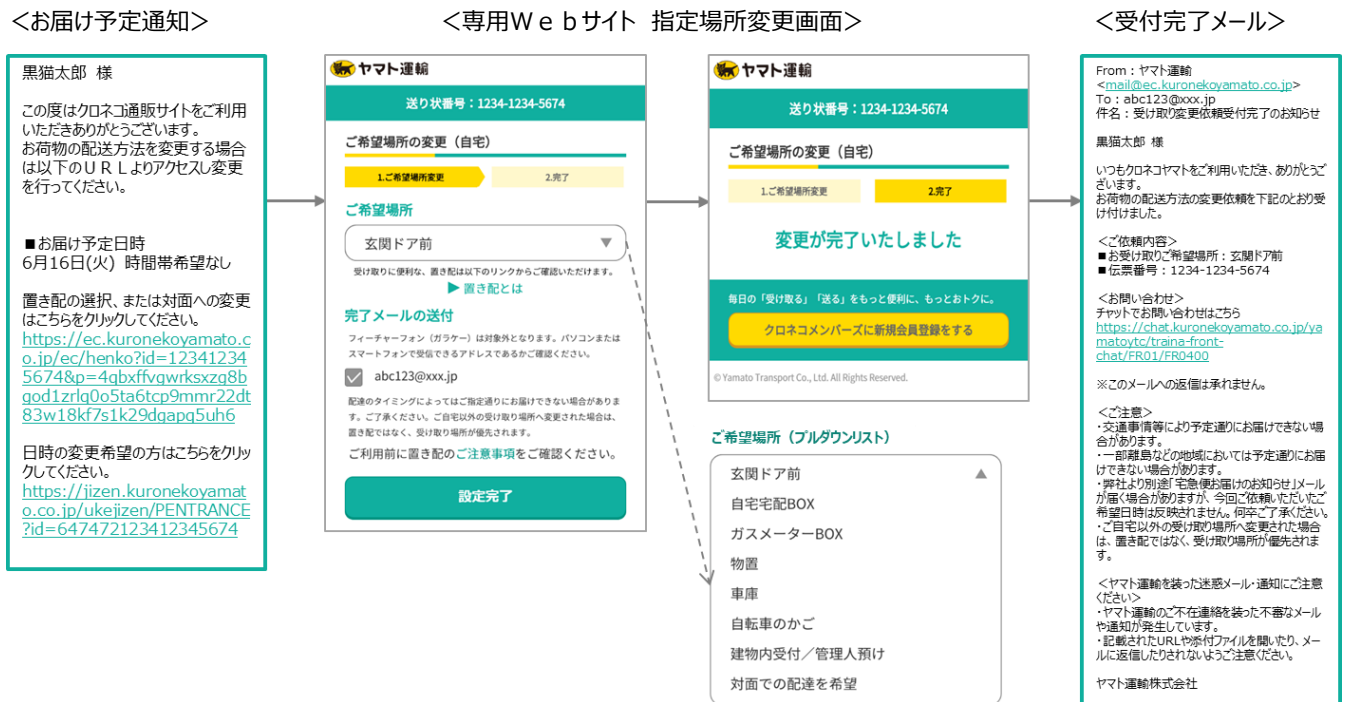 ＜お届け予定通知＞
黒猫太郎 様
この度はクロネコ通販サイトをご利用
いただきありがとうございます。
お荷物の配送方法を変更する場合
は以下のＵＲＬよりアクセスし変更
を行ってください。
■お届け予定日時
6月16日(火) 時間帯希望なし
置き配の選択、または対面への変更
はこちらをクリックしてください。
https://ec.kuronekoyamato.c
o.jp/ec/henko?id=12341234
5674&p=4qbxffvgwrksxzg8b
god1zrlq0o5ta6tcp9mmr22dt
83w18kf7s1k29dgapq5uh6
日時の変更希望の方はこちらをクリッ
クしてください。
https://jizen.kuronekoyamat
o.co.jp/ukejizen/PENTRANCE
?id=647472123412345674
＜専用Ｗｅｂサイト 指定場所変更画面＞
ヤマト運輸
送り状番号：1234-1234-5674
ご希望場所の変更（自宅）
1.ご希望場所変更
2.完了
ご希望場所
玄関ドア前 ▼
受け取りに便利な、置き配は以下のリンクからご確認いただけます。
▶ 置き配とは
完了メールの送付
フィーチャーフォン（ガラケー）は対象外となります。パソコンまたは
スマートフォンで受信できるアドレスであるかご確認ください。
abc123@xxx.jp
配達のタイミングによってはご指定通りにお届けできない場合がありま
す。ご了承ください。ご自宅以外の受け取り場所へ変更された場合は、
置き配ではなく、受け取り場所が優先されます。
ご利用前に置き配のご注意事項をご確認ください。
設定完了
ヤマト運輸
送り状番号：1234-1234-5674
ご希望場所の変更（自宅）
1.ご希望場所変更
2.完了
変更が完了いたしました
毎日の「受け取る」「送る」をもっと便利に、もっとおトクに。
クロネコメンバーズに新規会員登録をする
© Yamato Transport Co., Ltd. All Rights Reserved.
ご希望場所（プルダウンリスト）
玄関ドア前 ▲
自宅宅配BOX
ガスメーターBOX
物置
車庫
自転車のかご
建物内受付／管理人預け
対面での配達を希望
＜受付完了メール＞
From：ヤマト運輸
<mail@ec.kuronekoyamato.co.jp>
To：abc123@xxx.jp
件名：受け取り変更依頼受付完了のお知らせ
黒猫太郎 様
いつもクロネコヤマトをご利用いただき、ありがとうご
ざいます。
お荷物の配送方法の変更依頼を下記のとおり受
け付けました。
＜ご依頼内容＞
■お受け取りご希望場所：玄関ドア前
■伝票番号：1234-1234-5674
＜お問い合わせ＞
チャットでお問い合わせはこちら
https://chat.kuronekoyamato.co.jp/ya
matoytc/traina-front-
chat/FR01/FR0400
※このメールへの返信は承れません。
＜ご注意＞
・交通事情等により予定通りにお届けできない場
合があります。
・一部離島などの地域においては予定通りにお届
けできない場合があります。
・弊社より別途「宅急便お届けのお知らせ」メール
が届く場合がありますが、今回ご依頼いただいたご
希望日時は反映されません。何卒ご了承ください。
・ご自宅以外の受け取り場所へ変更された場合
は、置き配ではなく、受け取り場所が優先されま
す。
＜ヤマト運輸を装った迷惑メール・通知にご注意
ください＞
・ヤマト運輸のご不在連絡を装った不審なメール
や通知が発生しています。
・記載されたURLや添付ファイルを開いたり、メー
ルに返信したりされないようご注意ください。
ヤマト運輸株式会社